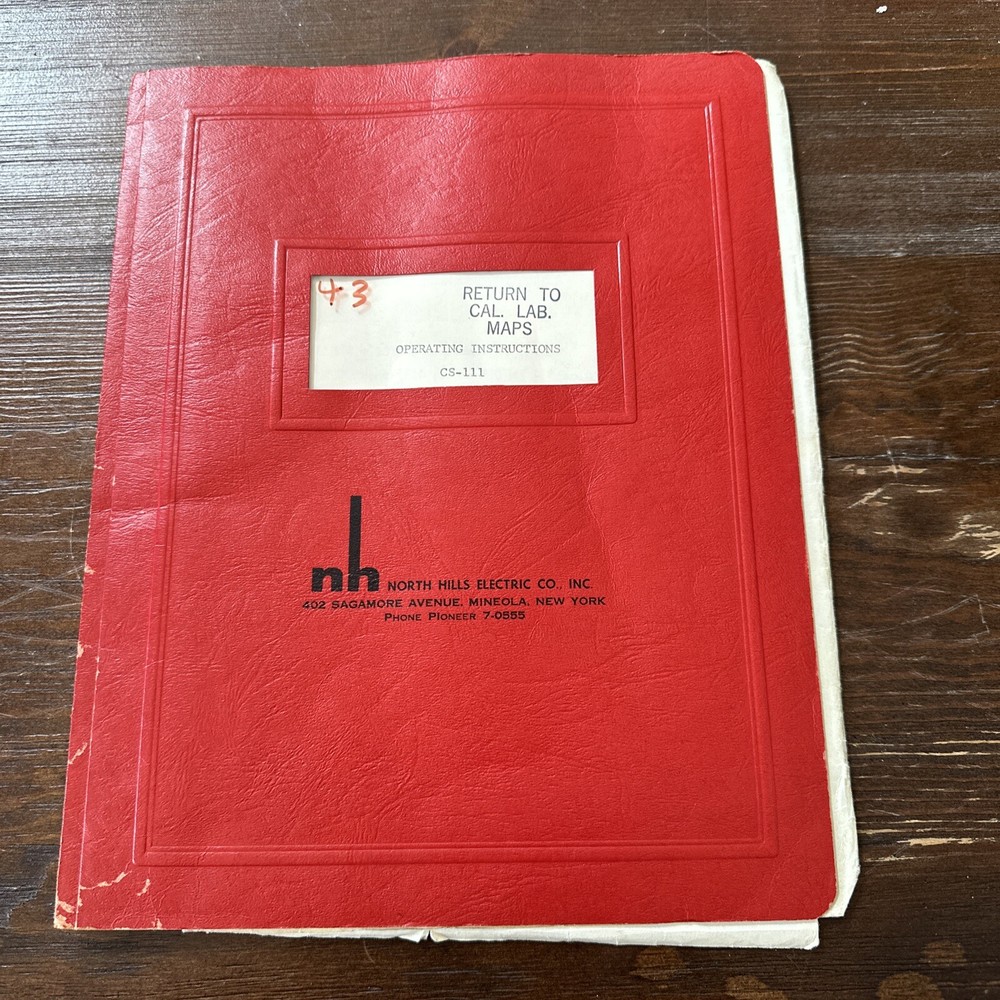 43
RETURN TO
CAL. LAB.
MAPS
OPERATING INSTRUCTIONS
CS-111
nh NORTH HILLS ELECTRIC CO., INC.
402 SAGAMORE AVENUE, MINEOLA, NEW YORK
PHONE PIONEER 7-0555